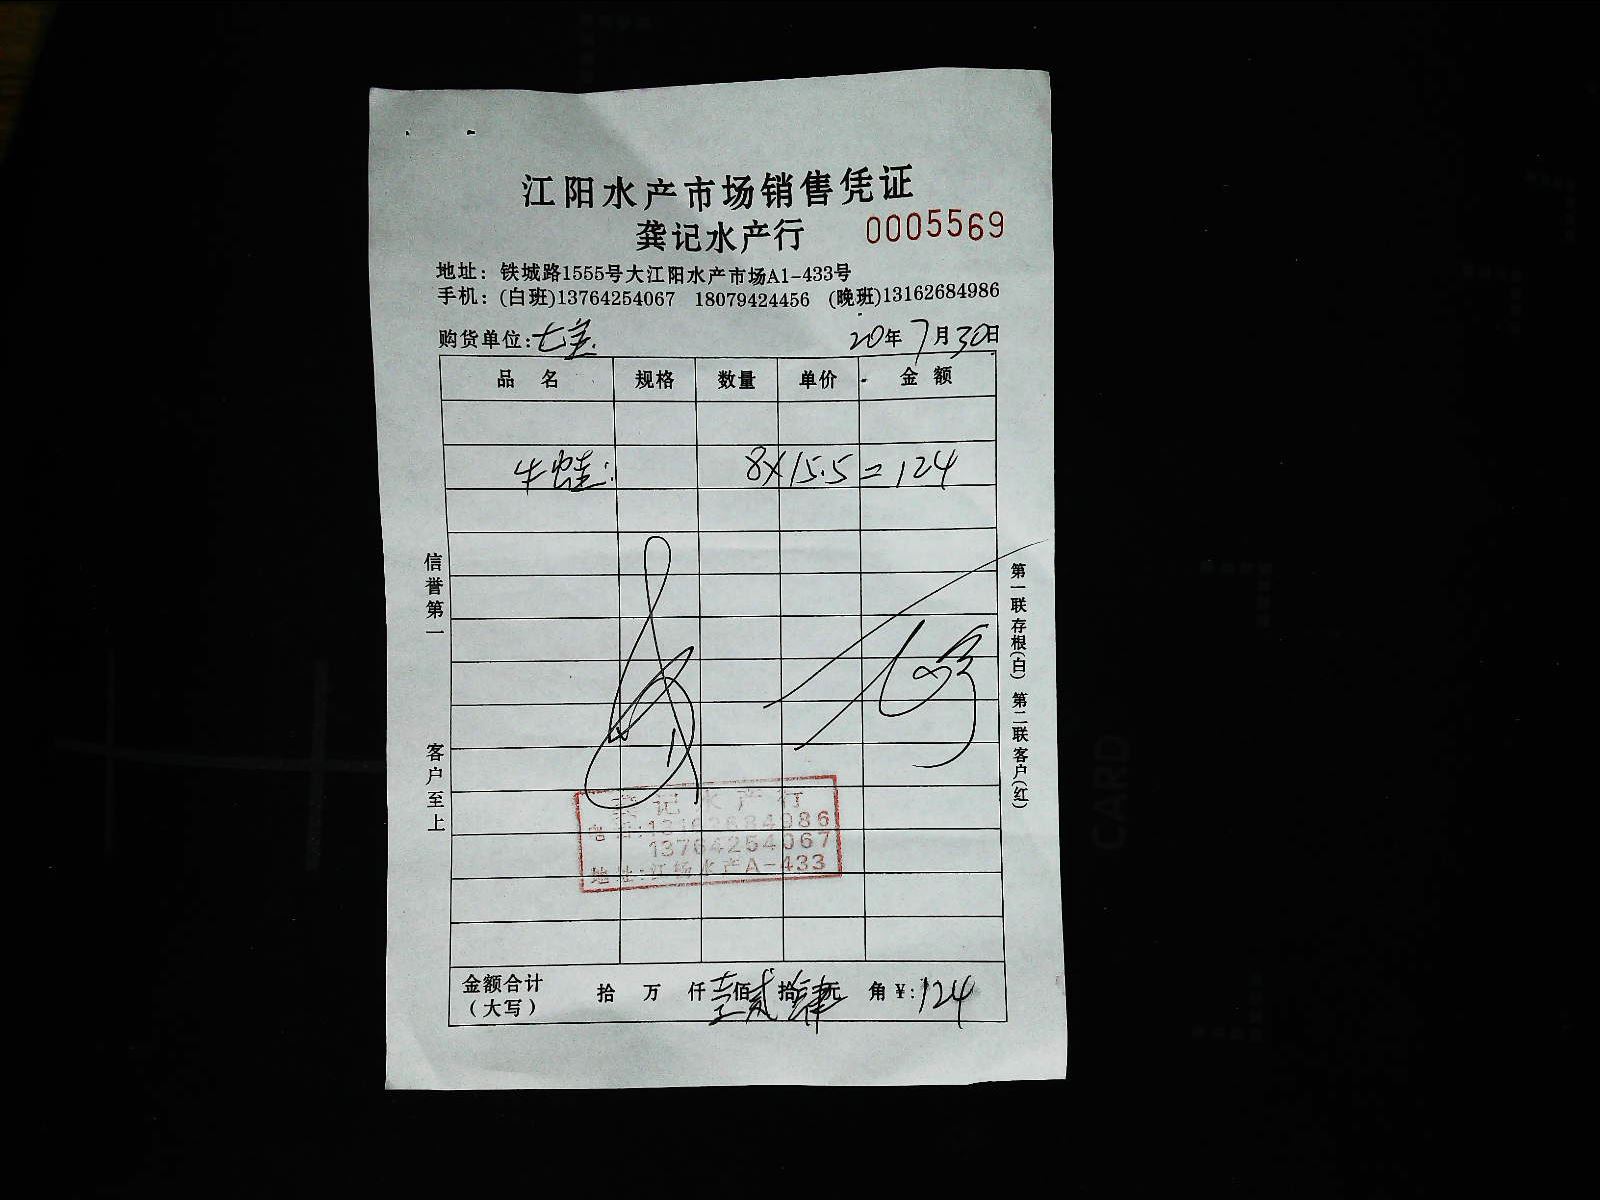 江阳水产市场销售凭证
龚记水产行 0005569
地址：铁城路1555号大江阳水产市场A1-433号
手机：(白班)13764254067 18079424456 (晚班)13162684986
购货单位：七宝 20年7月30日
品名 规格 数量 单价 金额
牛蛙 8×15.5=124
信誉第一 客户至上
第一联存根(白) 第二联客户(红)
记水产行
13162684986
13764254067
地址:江杨水产A-433
金额合计 拾 万 仟 壹佰 贰拾 肆元 角 ¥:124
(大写)